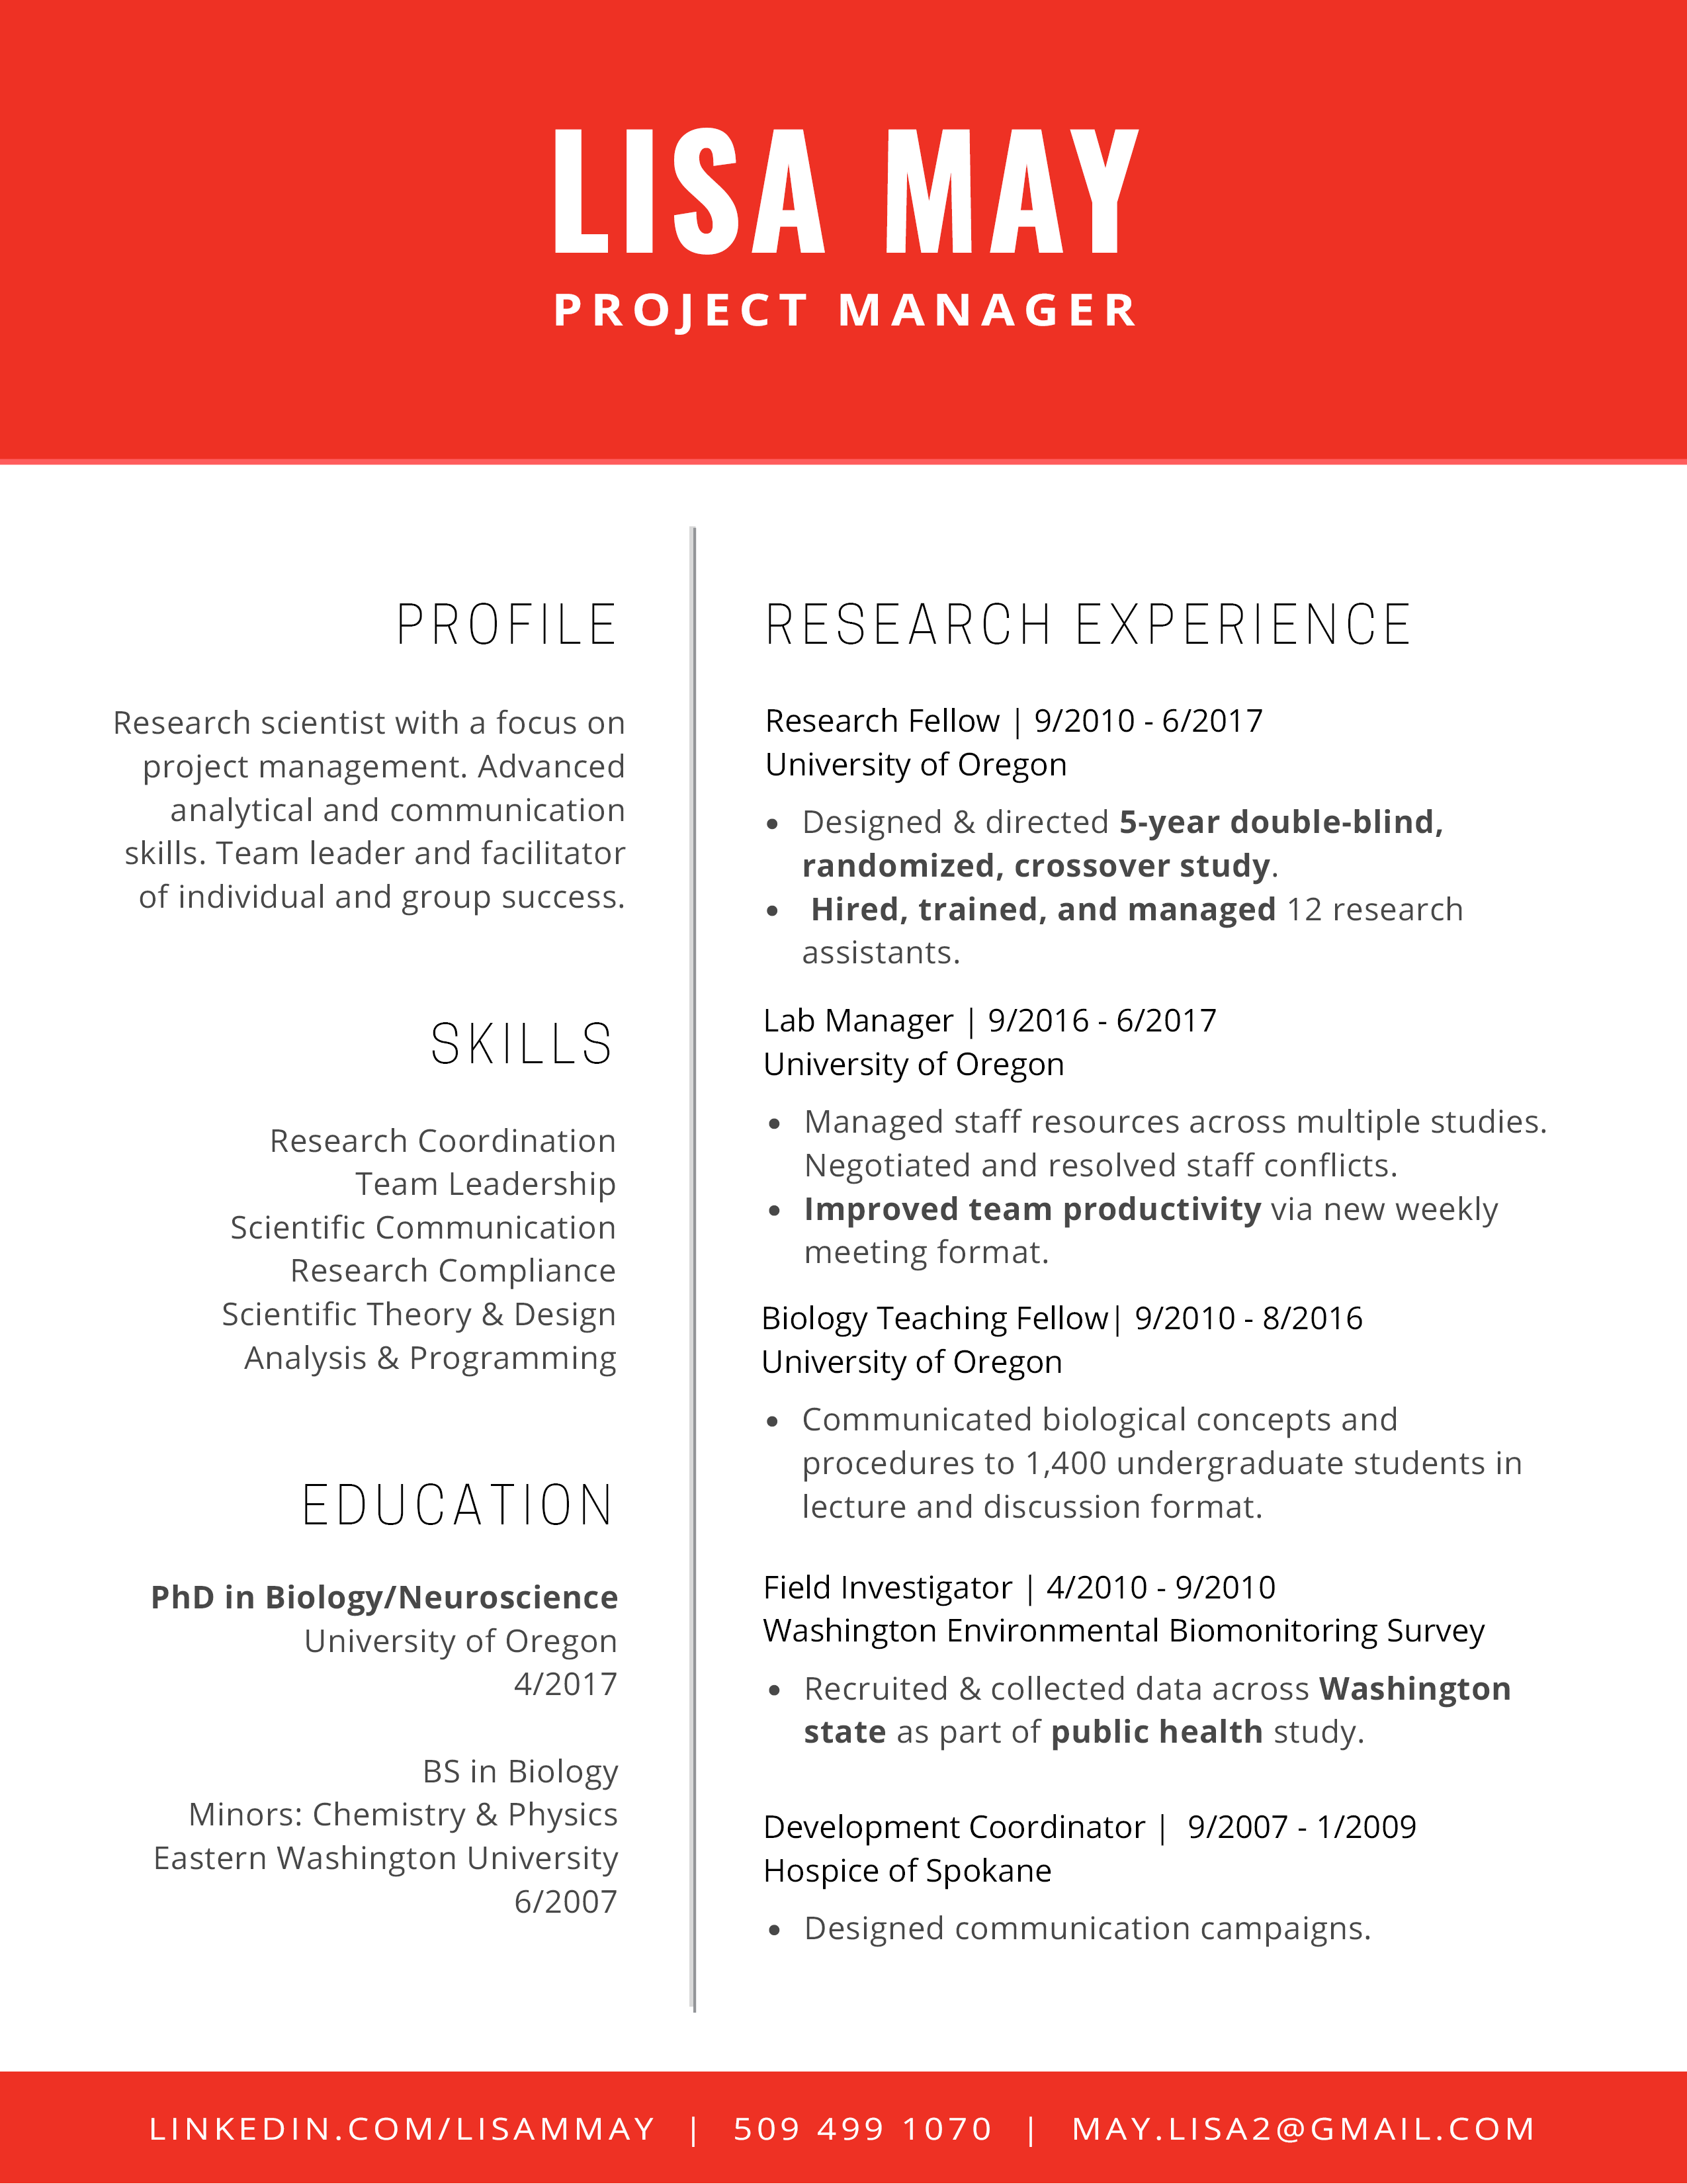 LISA MAY
PROJECT MANAGER
PROFILE
Research scientist with a focus on
project management. Advanced
analytical and communication
skills. Team leader and facilitator
of individual and group success.
SKILLS
Research Coordination
Team Leadership
Scientific Communication
Research Compliance
Scientific Theory & Design
Analysis & Programming
EDUCATION
PhD in Biology/Neuroscience
University of Oregon
4/2017
BS in Biology
Minors: Chemistry & Physics
Eastern Washington University
6/2007
RESEARCH EXPERIENCE
Research Fellow | 9/2010 - 6/2017
University of Oregon
• Designed & directed 5-year double-blind,
randomized, crossover study.
• Hired, trained, and managed 12 research
assistants.
Lab Manager | 9/2016 - 6/2017
University of Oregon
• Managed staff resources across multiple studies.
Negotiated and resolved staff conflicts.
• Improved team productivity via new weekly
meeting format.
Biology Teaching Fellow| 9/2010 - 8/2016
University of Oregon
• Communicated biological concepts and
procedures to 1,400 undergraduate students in
lecture and discussion format.
Field Investigator | 4/2010 - 9/2010
Washington Environmental Biomonitoring Survey
• Recruited & collected data across Washington
state as part of public health study.
Development Coordinator | 9/2007 - 1/2009
Hospice of Spokane
• Designed communication campaigns.
LINKEDIN.COM/LISAMMAY | 509 499 1070 | MAY.LISA2@GMAIL.COM